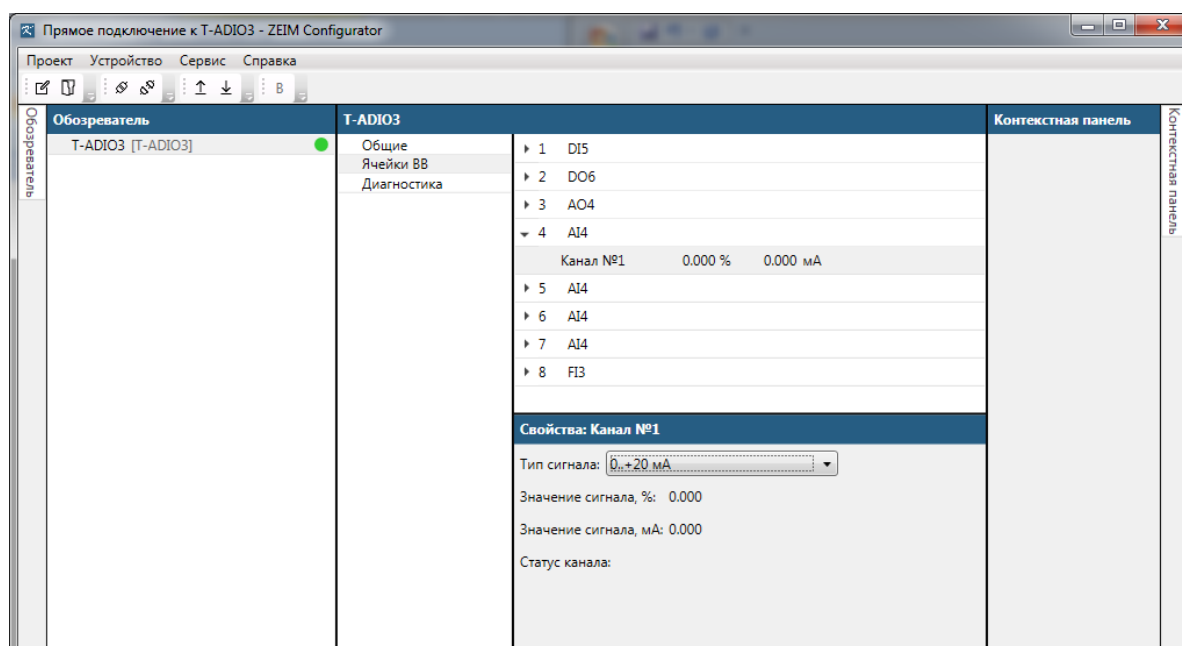 Прямое подключение к T-ADIO3 - ZEIM Configurator
Проект Устройство Сервис Справка
В
Обозреватель
Обозреватель
T-ADIO3 [T-ADIO3]
T-ADIO3
Общие
Ячейки ВВ
Диагностика
1 DI5
2 DO6
3 AO4
4 AI4
Канал №1 0.000 % 0.000 мА
5 AI4
6 AI4
7 AI4
8 FI3
Свойства: Канал №1
Тип сигнала: 0..+20 мА
Значение сигнала, %: 0.000
Значение сигнала, мА: 0.000
Статус канала:
Контекстная панель
Контекстная панель